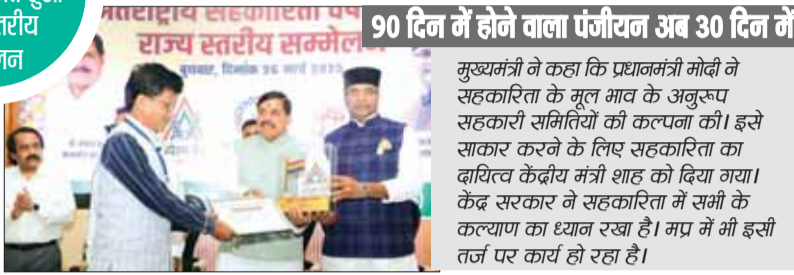 स्तरीय
राज्य स्तरीय सम्मेलन
90 दिन में होने वाला पंजीयन अब 30 दिन में
मुख्यमंत्री ने कहा कि प्रधानमंत्री मोदी ने
सहकारिता के मूल भाव के अनुरूप
सहकारी समितियों की कल्पना की। इसे
साकार करने के लिए सहकारिता का
दायित्व केंद्रीय मंत्री शाह को दिया गया।
केंद्र सरकार ने सहकारिता में सभी के
कल्याण का ध्यान रखा है। मप्र में भी इसी
तर्ज पर कार्य हो रहा है।